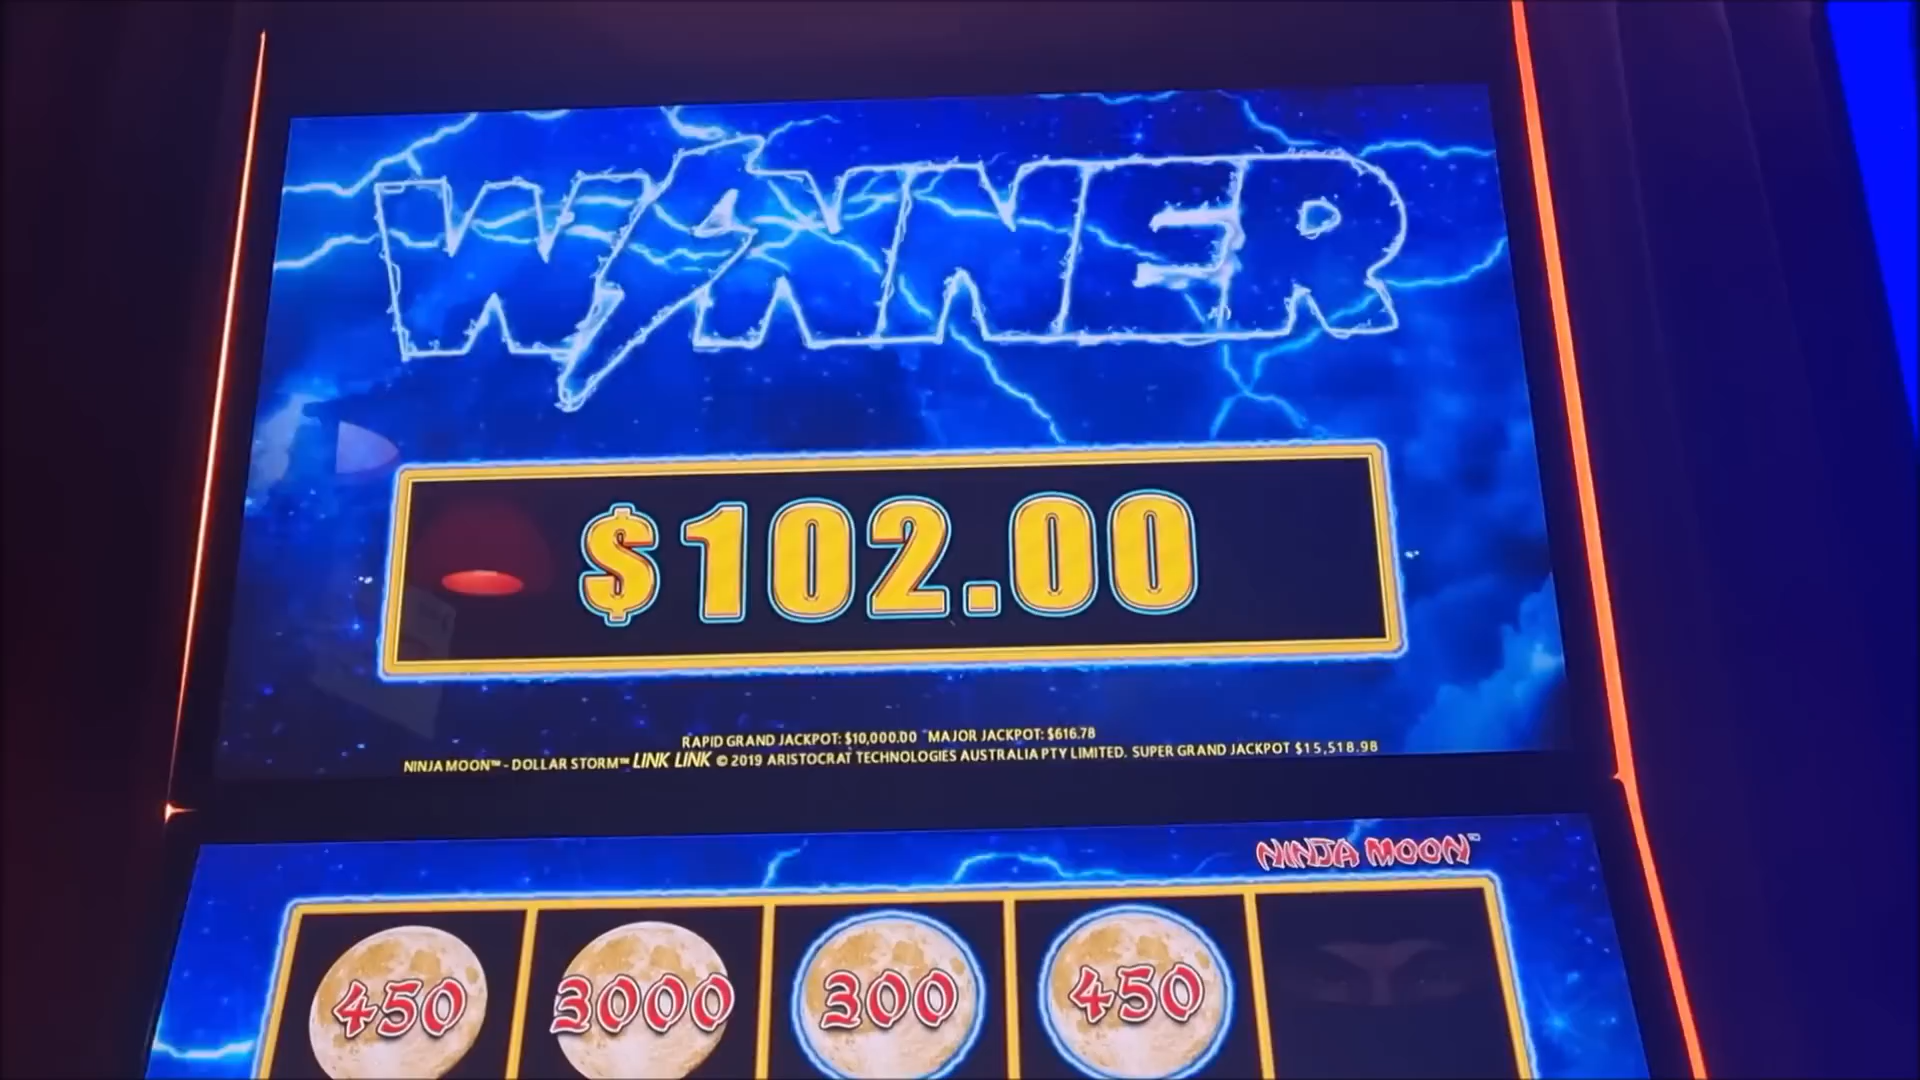 WINNER
$102.00
RAPID GRAND JACKPOT: $10,000.00 MAJOR JACKPOT: $616.78
NINJA MOON™ - DOLLAR STORM™ LINK LINK © 2019 ARISTOCRAT TECHNOLOGIES AUSTRALIA PTY LIMITED. SUPER GRAND JACKPOT $15,518.98
NINJA MOON™
450 3000 300 450